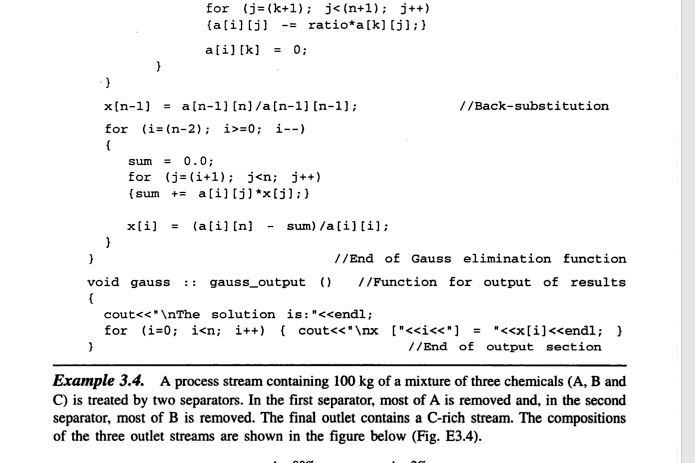 for (j=(k+1); j<(n+1); j++)
{a[i][j] -= ratio*a[k][j];}
a[i][k] = 0;
}
}
x[n-1] = a[n-1][n]/a[n-1][n-1]; //Back-substitution
for (i=(n-2); i>=0; i--)
{
sum = 0.0;
for (j=(i+1); j<n; j++)
{sum += a[i][j]*x[j];}
x[i] = (a[i][n] - sum)/a[i][i];
}
} //End of Gauss elimination function
void gauss :: gauss_output () //Function for output of results
{
cout<<"\nThe solution is:"<<endl;
for (i=0; i<n; i++) { cout<<"\nx ["<<i<<"] = "<<x[i]<<endl; }
} //End of output section
Example 3.4. A process stream containing 100 kg of a mixture of three chemicals (A, B and
C) is treated by two separators. In the first separator, most of A is removed and, in the second
separator, most of B is removed. The final outlet contains a C-rich stream. The compositions
of the three outlet streams are shown in the figure below (Fig. E3.4).